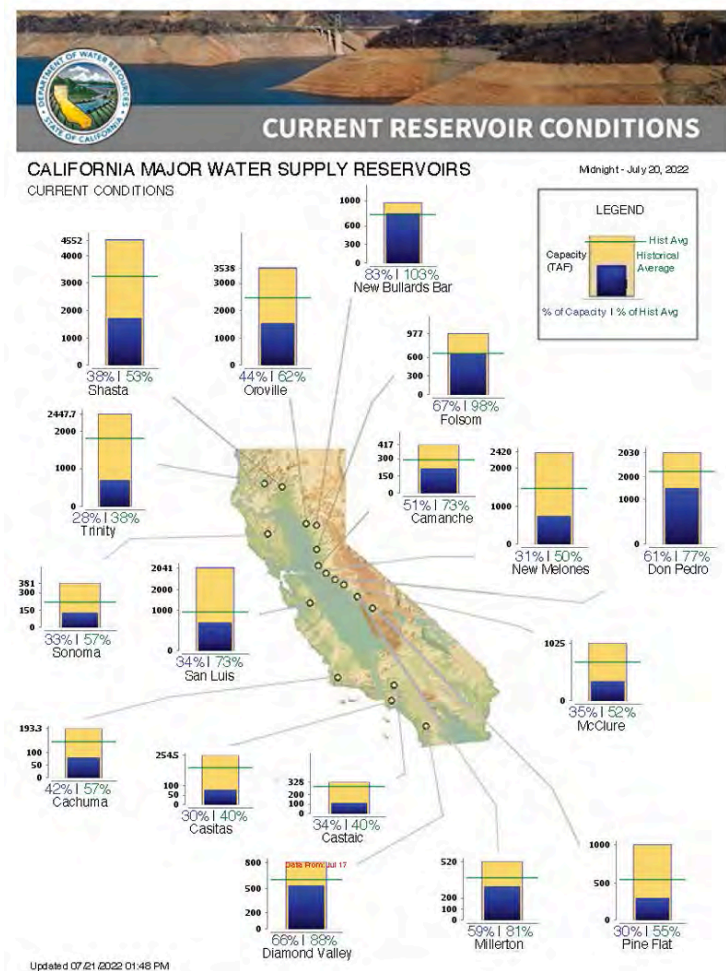 DEPARTMENT OF WATER RESOURCES
STATE OF CALIFORNIA
CURRENT RESERVOIR CONDITIONS
CALIFORNIA MAJOR WATER SUPPLY RESERVOIRS
CURRENT CONDITIONS
Midnight - July 20, 2022
LEGEND
Hist Avg
Capacity
(TAF)
Historical
Average
% of Capacity | % of Hist Avg
1000
600
300
0
83% | 103%
New Bullards Bar
4552
4000
3000
2000
1000
0
38% | 53%
Shasta
3538
3000
2000
1000
0
44% | 62%
Oroville
977
600
300
0
67% | 98%
Folsom
2447.7
2000
1000
0
28% | 38%
Trinity
417
300
150
0
51% | 73%
Camanche
2420
2000
1000
0
31% | 50%
New Melones
2030
1000
0
61% | 77%
Don Pedro
381
300
150
0
33% | 57%
Sonoma
2041
1000
0
34% | 73%
San Luis
1025
0
35% | 52%
McClure
193.3
100
50
0
42% | 57%
Cachuma
254.5
100
50
0
30% | 40%
Casitas
325
200
100
0
34% | 40%
Castaic
800
Data From: Jul 17
500
200
0
66% | 88%
Diamond Valley
520
200
100
0
59% | 81%
Millerton
1000
500
0
30% | 55%
Pine Flat
Updated 07/21/2022 01:48 PM